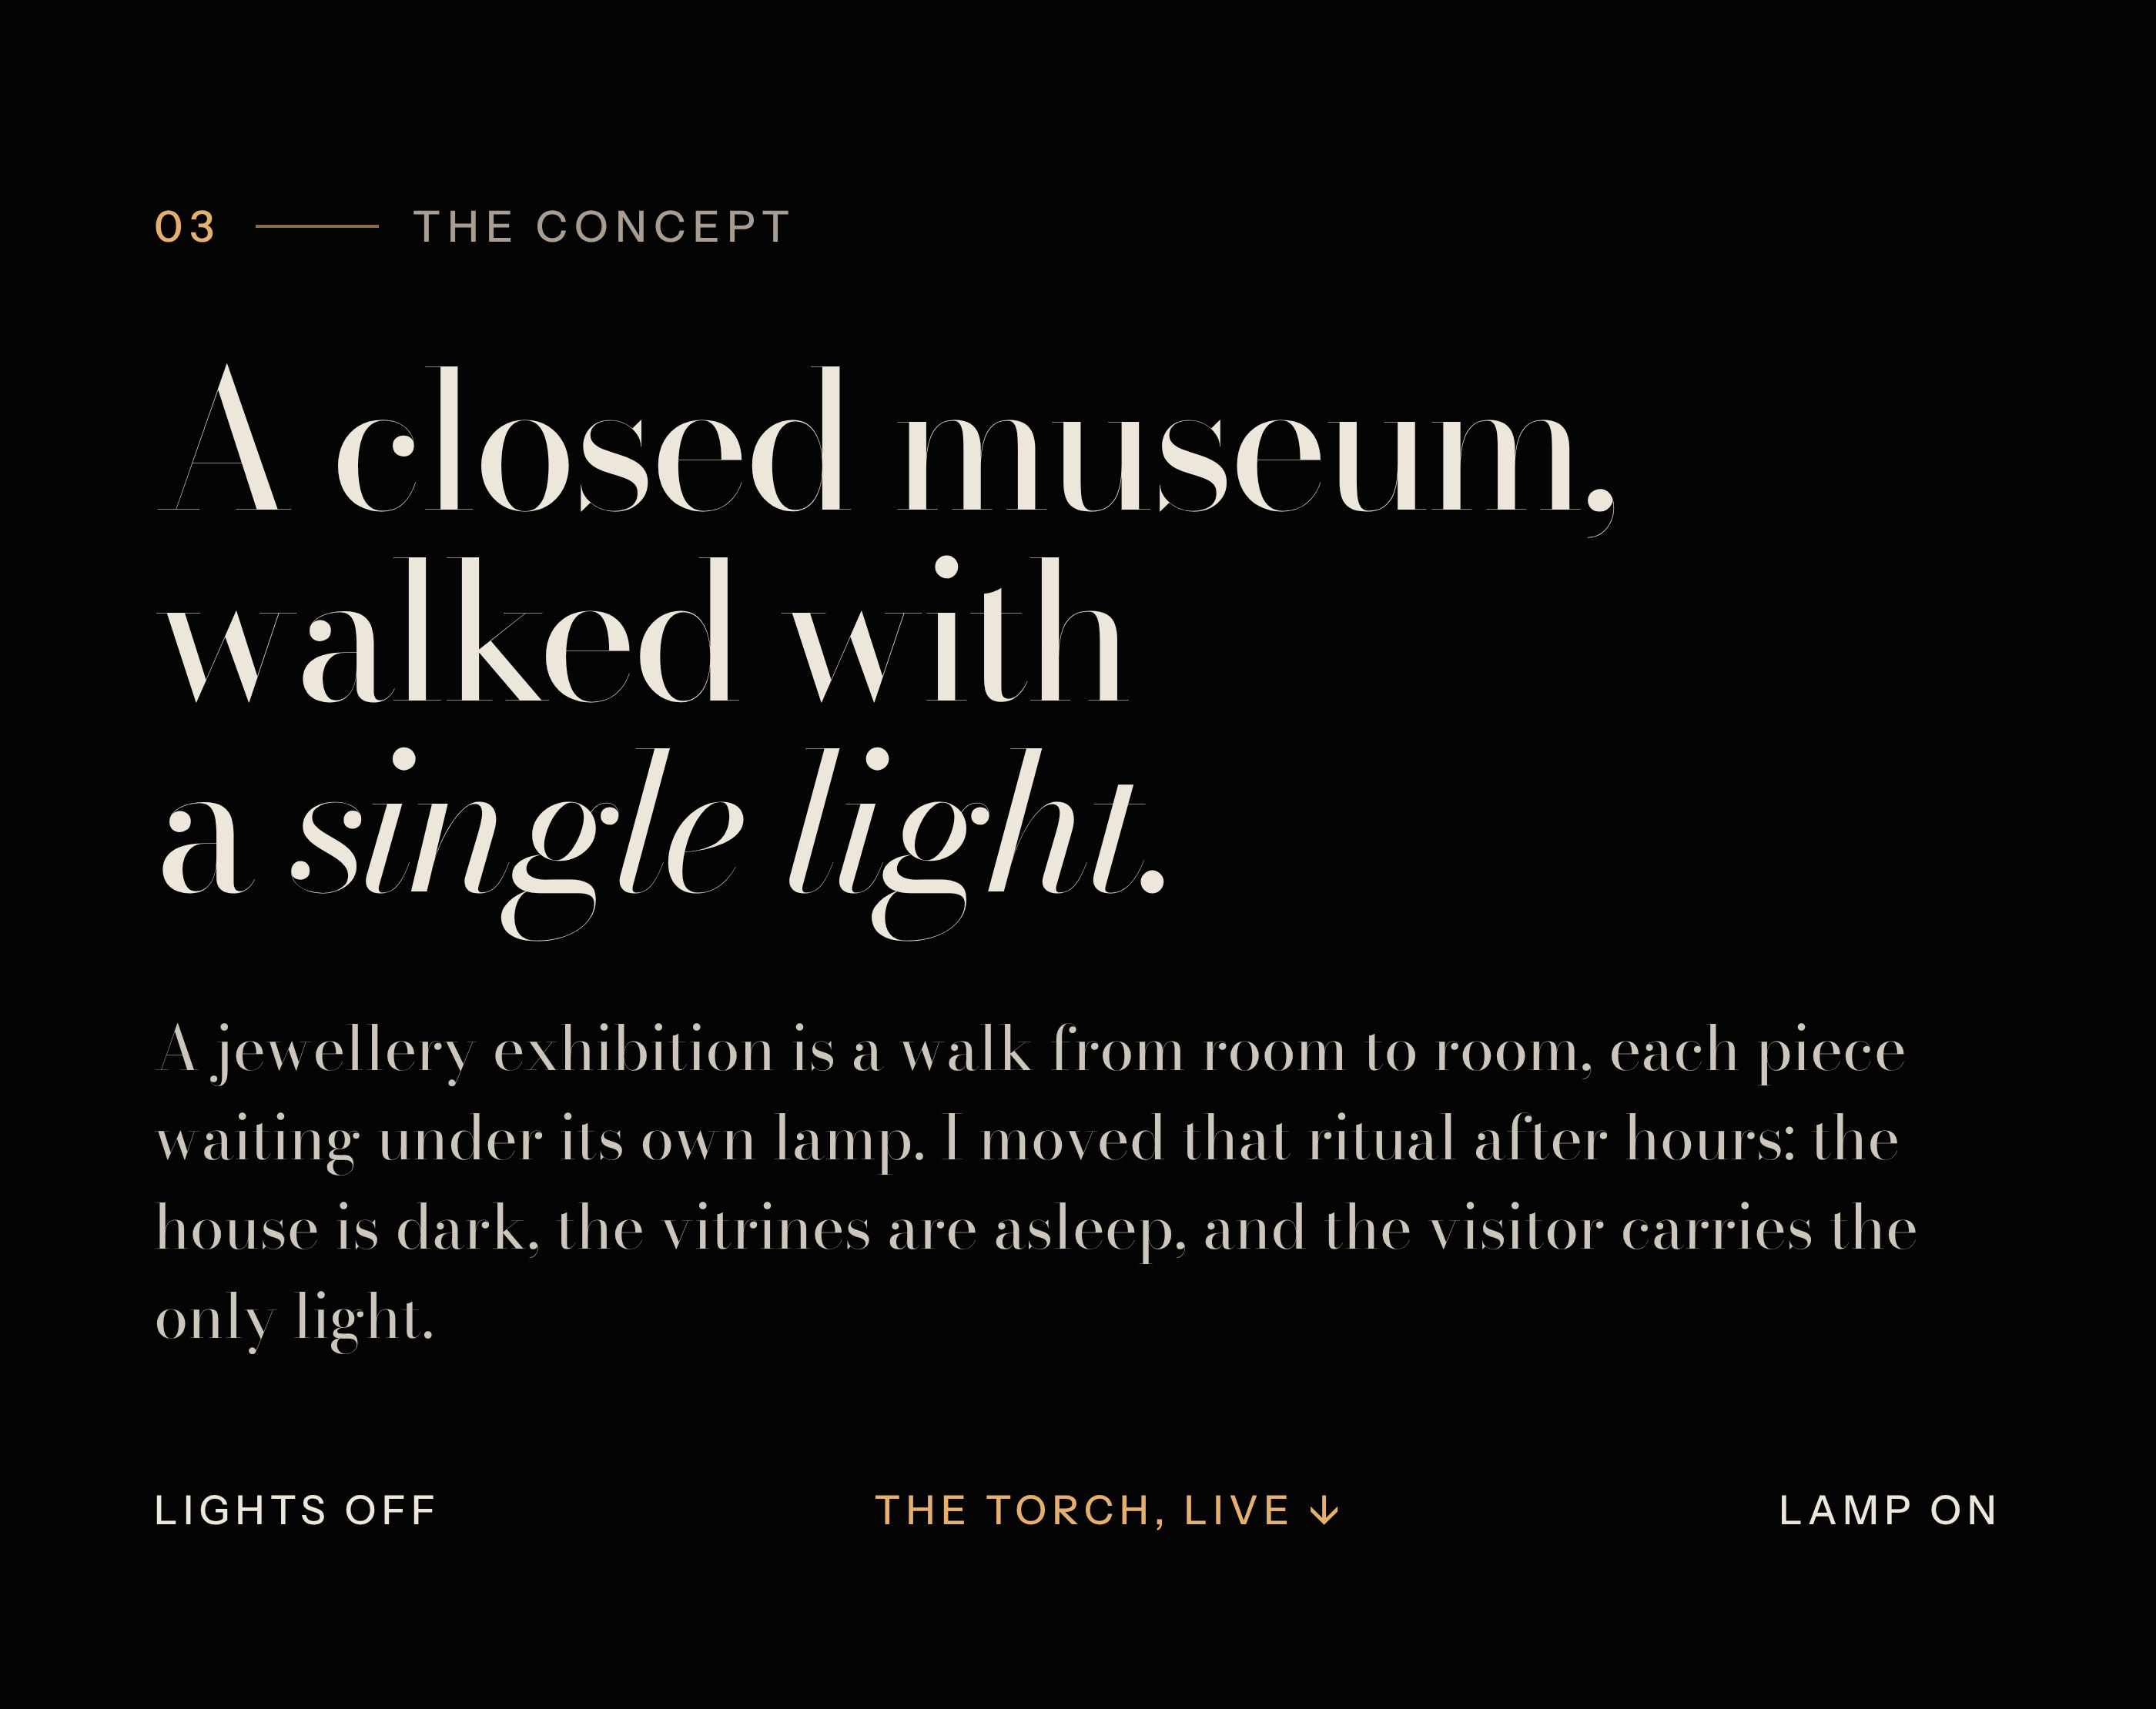 03 THE CONCEPT
A closed museum,
walked with
a single light.
A jewellery exhibition is a walk from room to room, each piece
waiting under its own lamp. I moved that ritual after hours: the
house is dark, the vitrines are asleep, and the visitor carries the
only light.
LIGHTS OFF
THE TORCH, LIVE ↓
LAMP ON